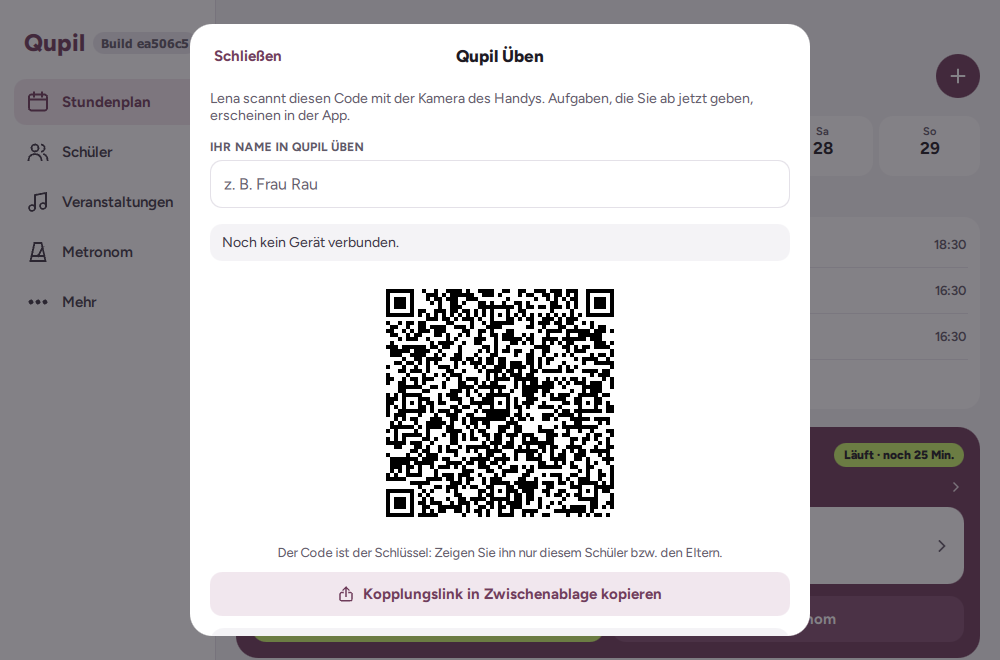 Qupil
Build ea506c5
Stundenplan
Schüler
Veranstaltungen
Metronom
Mehr
Schließen
Qupil Üben
Lena scannt diesen Code mit der Kamera des Handys. Aufgaben, die Sie ab jetzt geben,
erscheinen in der App.
IHR NAME IN QUPIL ÜBEN
z. B. Frau Rau
Noch kein Gerät verbunden.
Der Code ist der Schlüssel: Zeigen Sie ihn nur diesem Schüler bzw. den Eltern.
Kopplungslink in Zwischenablage kopieren
Sa
28
So
29
18:30
16:30
16:30
Läuft · noch 25 Min.